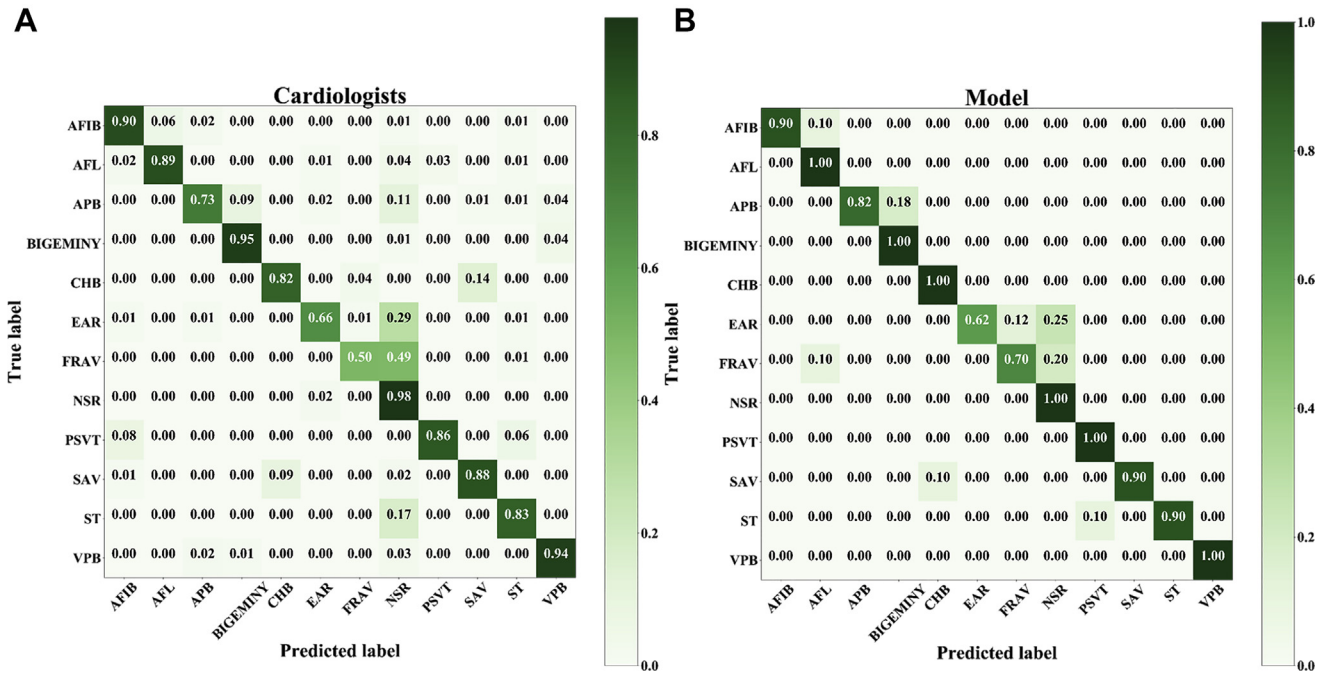 A
Cardiologists
AFIB 0.90 0.06 0.02 0.00 0.00 0.00 0.00 0.01 0.00 0.00 0.01 0.00
AFL 0.02 0.89 0.00 0.00 0.00 0.01 0.00 0.04 0.03 0.00 0.01 0.00
APB 0.00 0.00 0.73 0.09 0.00 0.02 0.00 0.11 0.00 0.01 0.01 0.04
BIGEMINY 0.00 0.00 0.00 0.95 0.00 0.00 0.00 0.01 0.00 0.00 0.00 0.04
CHB 0.00 0.00 0.00 0.00 0.82 0.00 0.04 0.00 0.00 0.14 0.00 0.00
EAR 0.01 0.00 0.01 0.00 0.00 0.66 0.01 0.29 0.00 0.00 0.01 0.00
FRAV 0.00 0.00 0.00 0.00 0.00 0.00 0.50 0.49 0.00 0.00 0.01 0.00
NSR 0.00 0.00 0.00 0.00 0.00 0.02 0.00 0.98 0.00 0.00 0.00 0.00
PSVT 0.08 0.00 0.00 0.00 0.00 0.00 0.00 0.00 0.86 0.00 0.06 0.00
SAV 0.01 0.00 0.00 0.00 0.09 0.00 0.00 0.02 0.00 0.88 0.00 0.00
ST 0.00 0.00 0.00 0.00 0.00 0.00 0.00 0.17 0.00 0.00 0.83 0.00
VPB 0.00 0.00 0.02 0.01 0.00 0.00 0.00 0.03 0.00 0.00 0.00 0.94
AFIB AFL APB BIGEMINY CHB EAR FRAV NSR PSVT SAV ST VPB
Predicted label
True label
0.8
0.6
0.4
0.2
0.0
B
Model
AFIB 0.90 0.10 0.00 0.00 0.00 0.00 0.00 0.00 0.00 0.00 0.00 0.00
AFL 0.00 1.00 0.00 0.00 0.00 0.00 0.00 0.00 0.00 0.00 0.00 0.00
APB 0.00 0.00 0.82 0.18 0.00 0.00 0.00 0.00 0.00 0.00 0.00 0.00
BIGEMINY 0.00 0.00 0.00 1.00 0.00 0.00 0.00 0.00 0.00 0.00 0.00 0.00
CHB 0.00 0.00 0.00 0.00 1.00 0.00 0.00 0.00 0.00 0.00 0.00 0.00
EAR 0.00 0.00 0.00 0.00 0.00 0.62 0.12 0.25 0.00 0.00 0.00 0.00
FRAV 0.00 0.10 0.00 0.00 0.00 0.00 0.70 0.20 0.00 0.00 0.00 0.00
NSR 0.00 0.00 0.00 0.00 0.00 0.00 0.00 1.00 0.00 0.00 0.00 0.00
PSVT 0.00 0.00 0.00 0.00 0.00 0.00 0.00 0.00 1.00 0.00 0.00 0.00
SAV 0.00 0.00 0.00 0.00 0.10 0.00 0.00 0.00 0.00 0.90 0.00 0.00
ST 0.00 0.00 0.00 0.00 0.00 0.00 0.00 0.00 0.10 0.00 0.90 0.00
VPB 0.00 0.00 0.00 0.00 0.00 0.00 0.00 0.00 0.00 0.00 0.00 1.00
AFIB AFL APB BIGEMINY CHB EAR FRAV NSR PSVT SAV ST VPB
Predicted label
True label
1.0
0.8
0.6
0.4
0.2
0.0